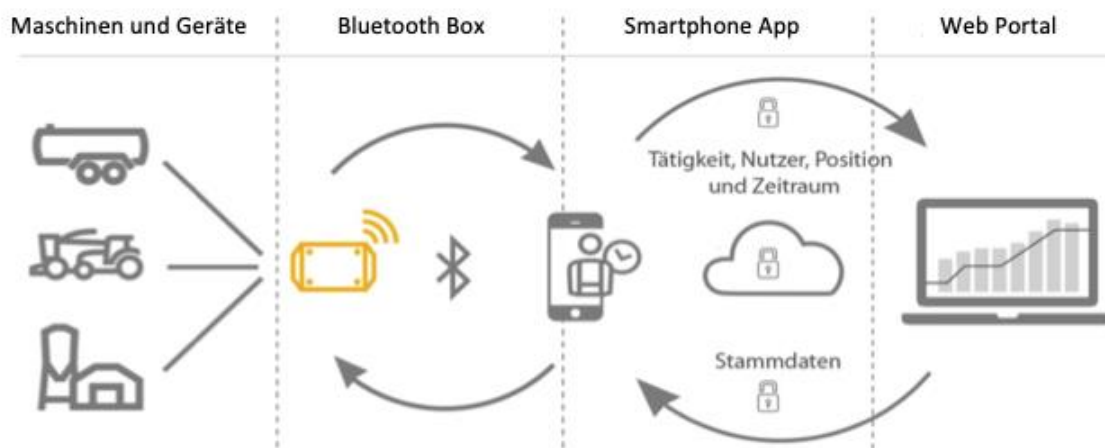 Maschinen und Geräte
Bluetooth Box
Smartphone App
Web Portal
Tätigkeit, Nutzer, Position
und Zeitraum
Stammdaten